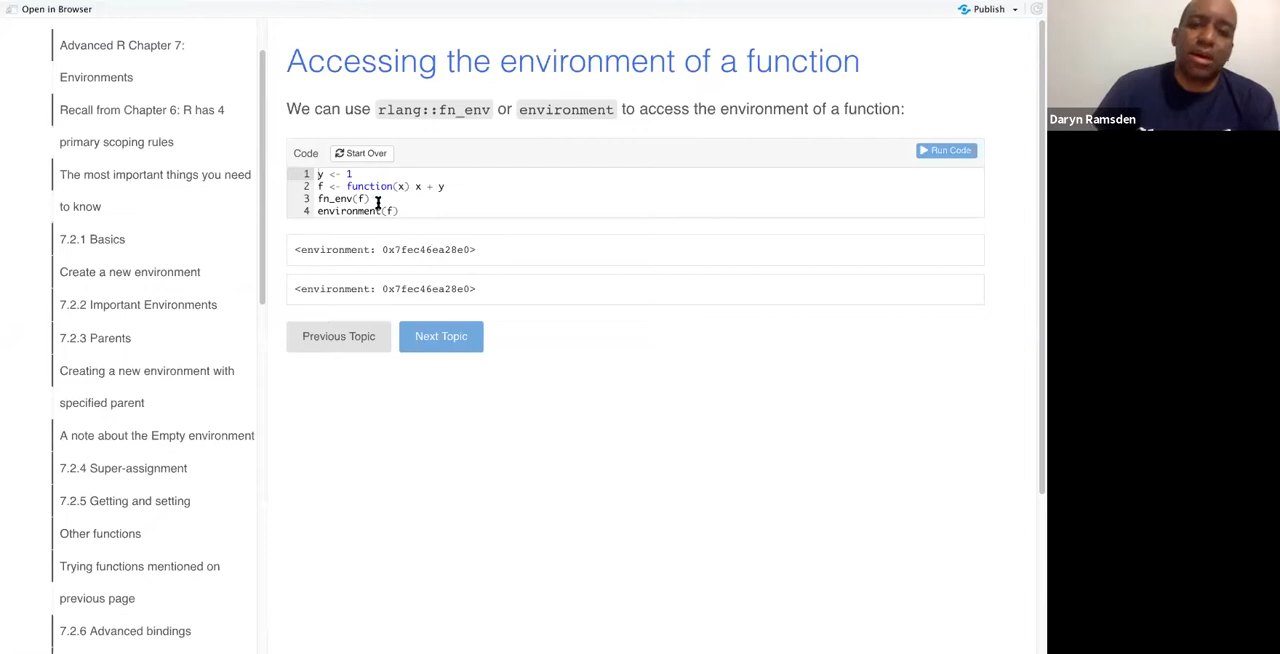 Open in Browser
Publish
Advanced R Chapter 7:
Environments
Recall from Chapter 6: R has 4
primary scoping rules
The most important things you need
to know
7.2.1 Basics
Create a new environment
7.2.2 Important Environments
7.2.3 Parents
Creating a new environment with
specified parent
A note about the Empty environment
7.2.4 Super-assignment
7.2.5 Getting and setting
Other functions
Trying functions mentioned on
previous page
7.2.6 Advanced bindings
Accessing the environment of a function
We can use rlang::fn_env or environment to access the environment of a function:
Code
Start Over
Run Code
1 y <- 1
2 f <- function(x) x + y
3 fn_env(f)
4 environment(f)
<environment: 0x7fec46ea28e0>
<environment: 0x7fec46ea28e0>
Previous Topic
Next Topic
Daryn Ramsden